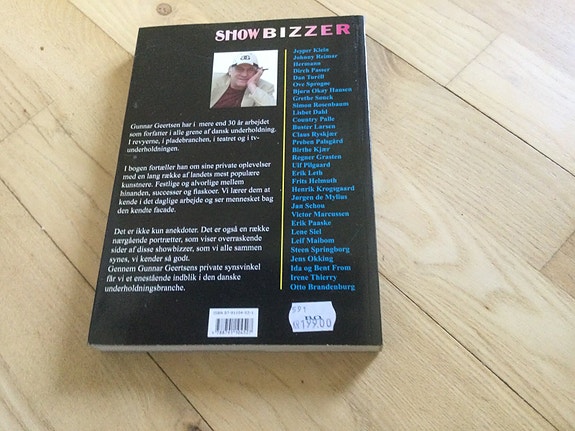 SHOWBIZZER
Gunnar Geertsen har i mere end 30 år arbejdet
som forfatter i alle grene af dansk underholdning.
I revyerne, i pladebranchen, i teatret og i tv-
underholdningen.
I bogen fortæller han om sine private oplevelser
med en lang række af landets mest populære
kunstnere. Festlige og alvorlige mellem
hinanden, successer og fiaskoer. Vi lærer dem at
kende i det daglige arbejde og ser mennesket bag
den kendte facade.
Det er ikke kun anekdoter. Det er også en række
nærgående portrætter, som viser overraskende
sider af disse showbizzer, som vi alle sammen
synes, vi kender så godt.
Gennem Gunnar Geertsens private synsvinkel
får vi et enestående indblik i den danske
underholdningsbranche.
Jesper Klein
Johnny Reimar
Hermann
Dirch Passer
Dan Turéll
Ove Sprogøe
Bjørn Okay Hansen
Grethe Sønck
Simon Rosenbaum
Lisbet Dahl
Country Palle
Buster Larsen
Claus Ryskjær
Preben Palsgård
Birthe Kjær
Regner Grasten
Ulf Pilgaard
Erik Leth
Frits Helmuth
Henrik Krogsgaard
Jørgen de Mylius
Jan Schou
Victor Marcussen
Erik Paaske
Lene Siel
Leif Maibom
Steen Springborg
Jens Okking
Ida og Bent From
Irene Thierry
Otto Brandenburg
199.00